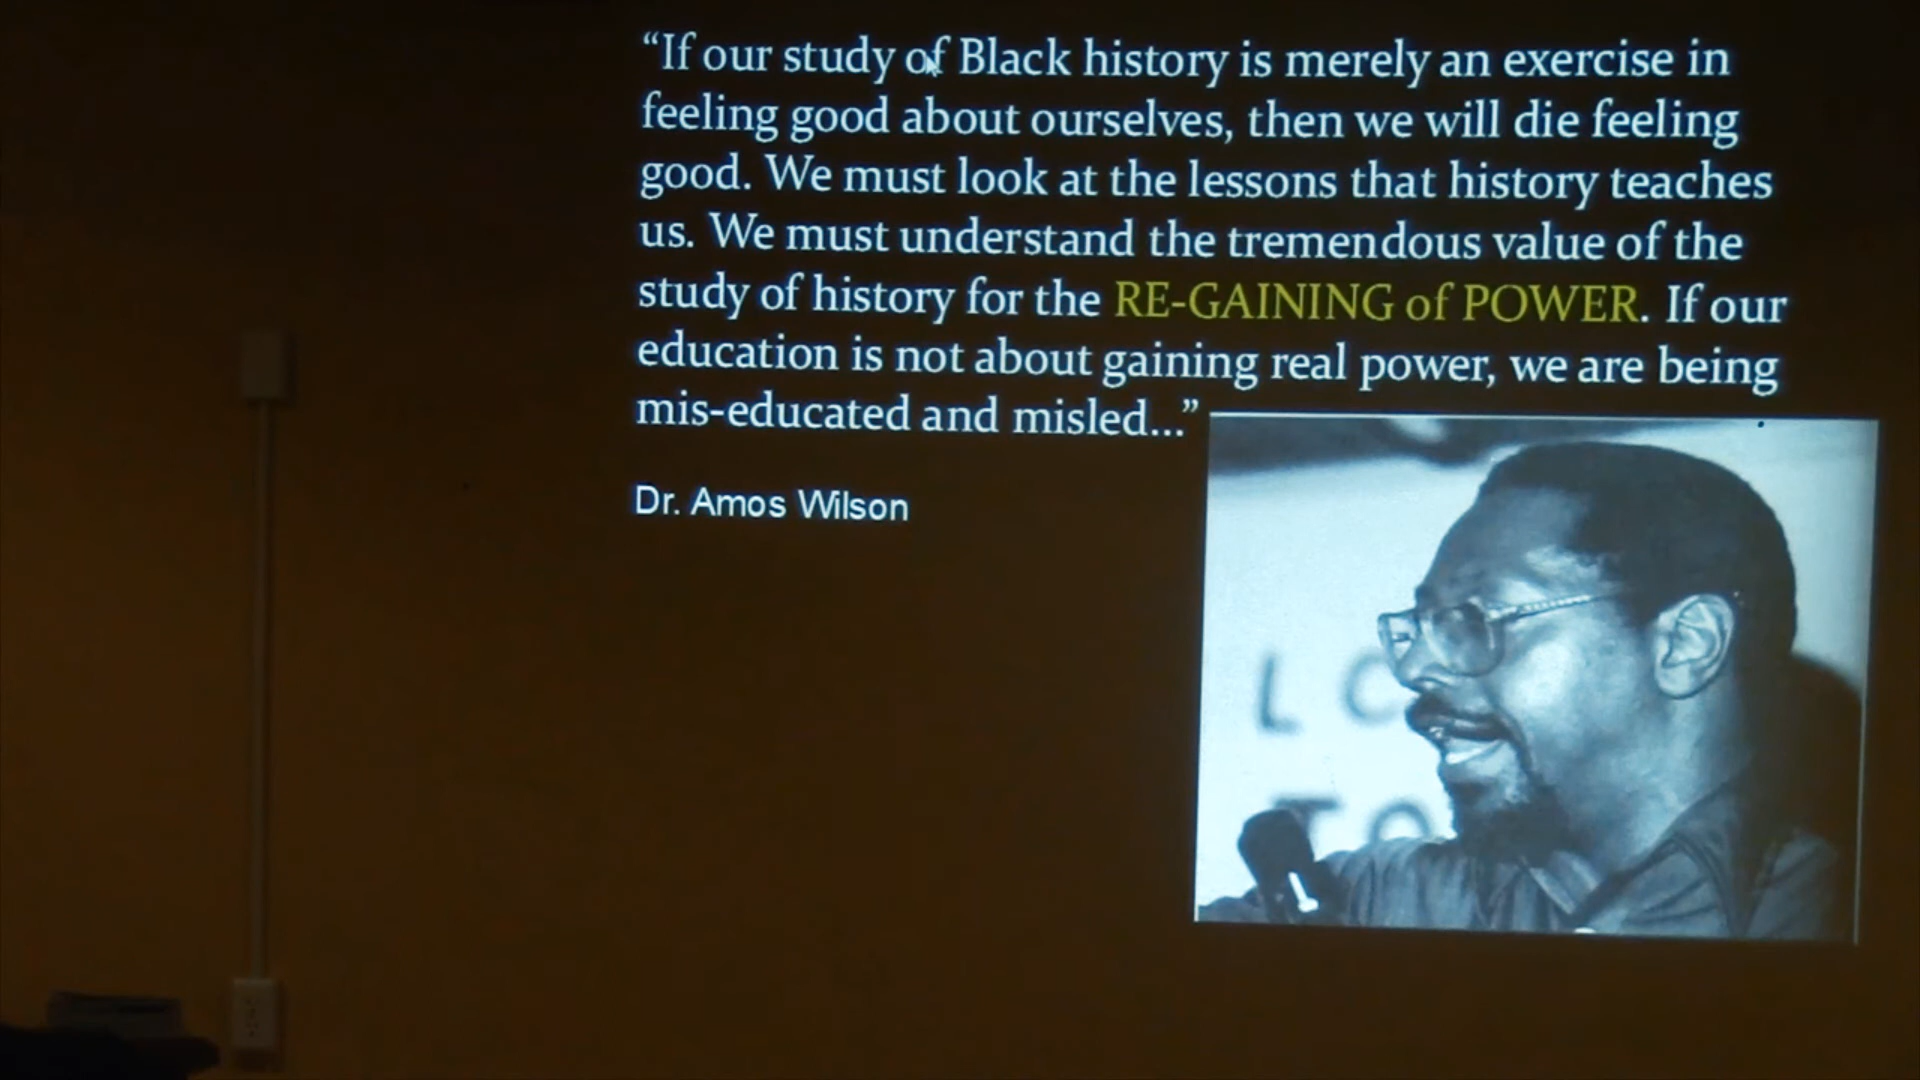 “If our study of Black history is merely an exercise in
feeling good about ourselves, then we will die feeling
good. We must look at the lessons that history teaches
us. We must understand the tremendous value of the
study of history for the RE-GAINING of POWER. If our
education is not about gaining real power, we are being
mis-educated and misled...”
Dr. Amos Wilson
L C
TO